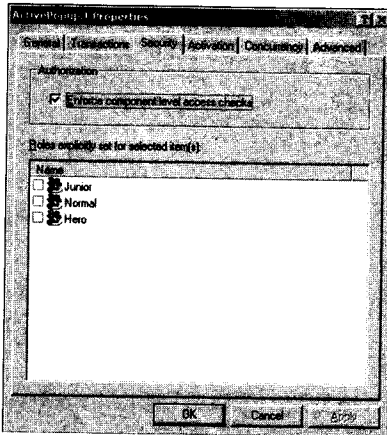 ActivePong.1 Properties
General Transactions Security Activation Concurrency Advanced
Authorization
Enforce component level access checks
Roles explicitly set for selected item(s):
Name
Junior
Normal
Hero
OK Cancel Apply